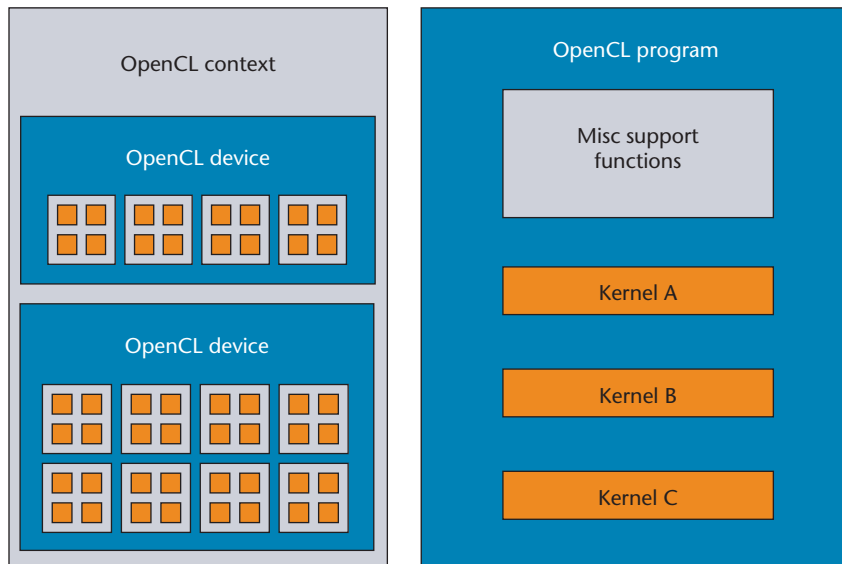 OpenCL context
OpenCL device
OpenCL device
OpenCL program
Misc support
functions
Kernel A
Kernel B
Kernel C